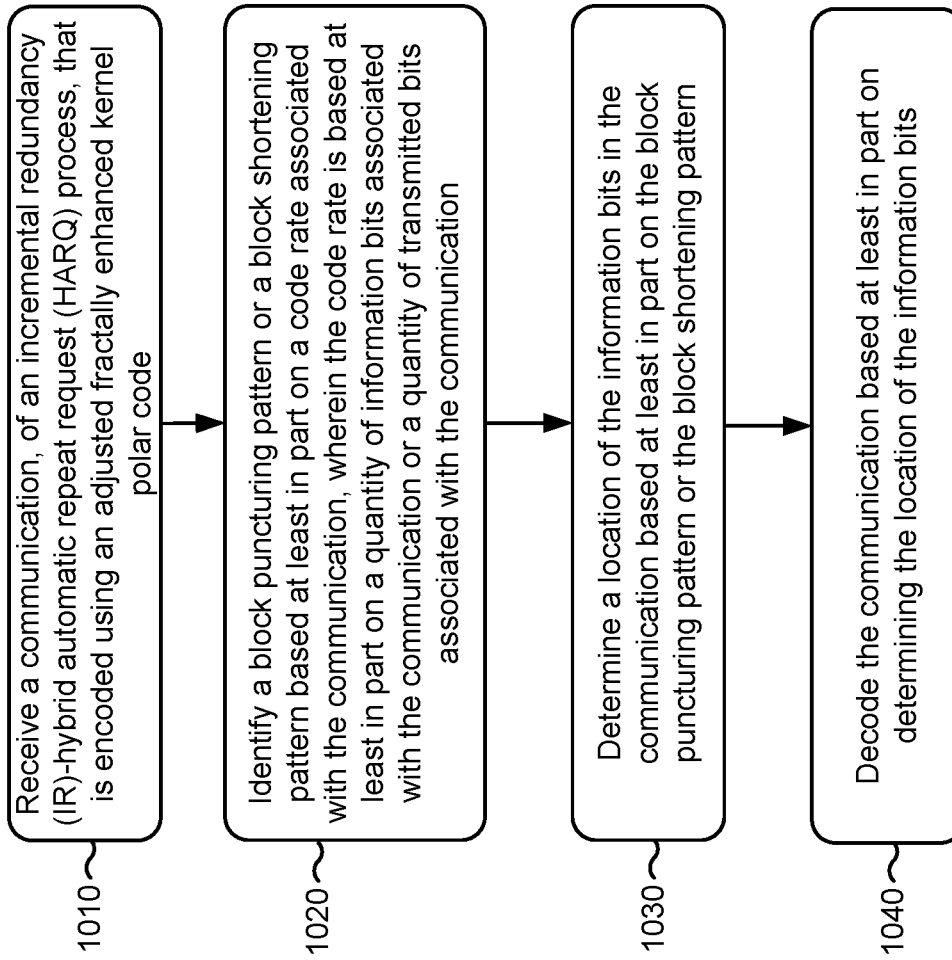 1010
Receive a communication, of an incremental redundancy
(IR)-hybrid automatic repeat request (HARQ) process, that
is encoded using an adjusted fractally enhanced kernel
polar code
1020
Identify a block puncturing pattern or a block shortening
pattern based at least in part on a code rate associated
with the communication, wherein the code rate is based at
least in part on a quantity of information bits associated
with the communication or a quantity of transmitted bits
associated with the communication
1030
Determine a location of the information bits in the
communication based at least in part on the block
puncturing pattern or the block shortening pattern
1040
Decode the communication based at least in part on
determining the location of the information bits